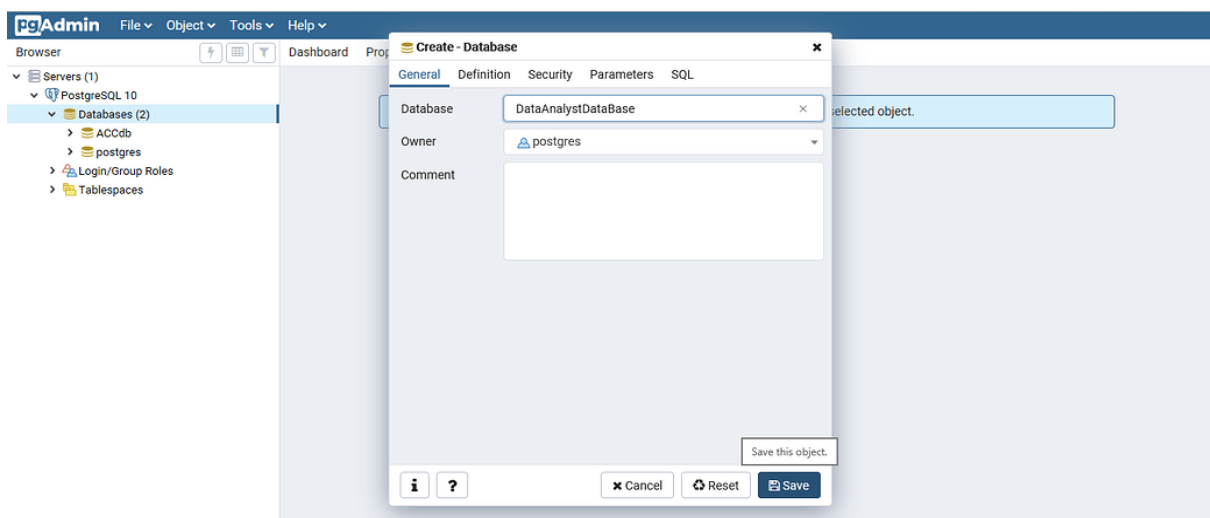 pgAdmin File Object Tools Help
Browser
Servers (1)
PostgreSQL 10
Databases (2)
ACCdb
postgres
Login/Group Roles
Tablespaces
Dashboard Prop
selected object.
Create - Database
General Definition Security Parameters SQL
Database DataAnalystDataBase
Owner postgres
Comment
Save this object.
i ? Cancel Reset Save